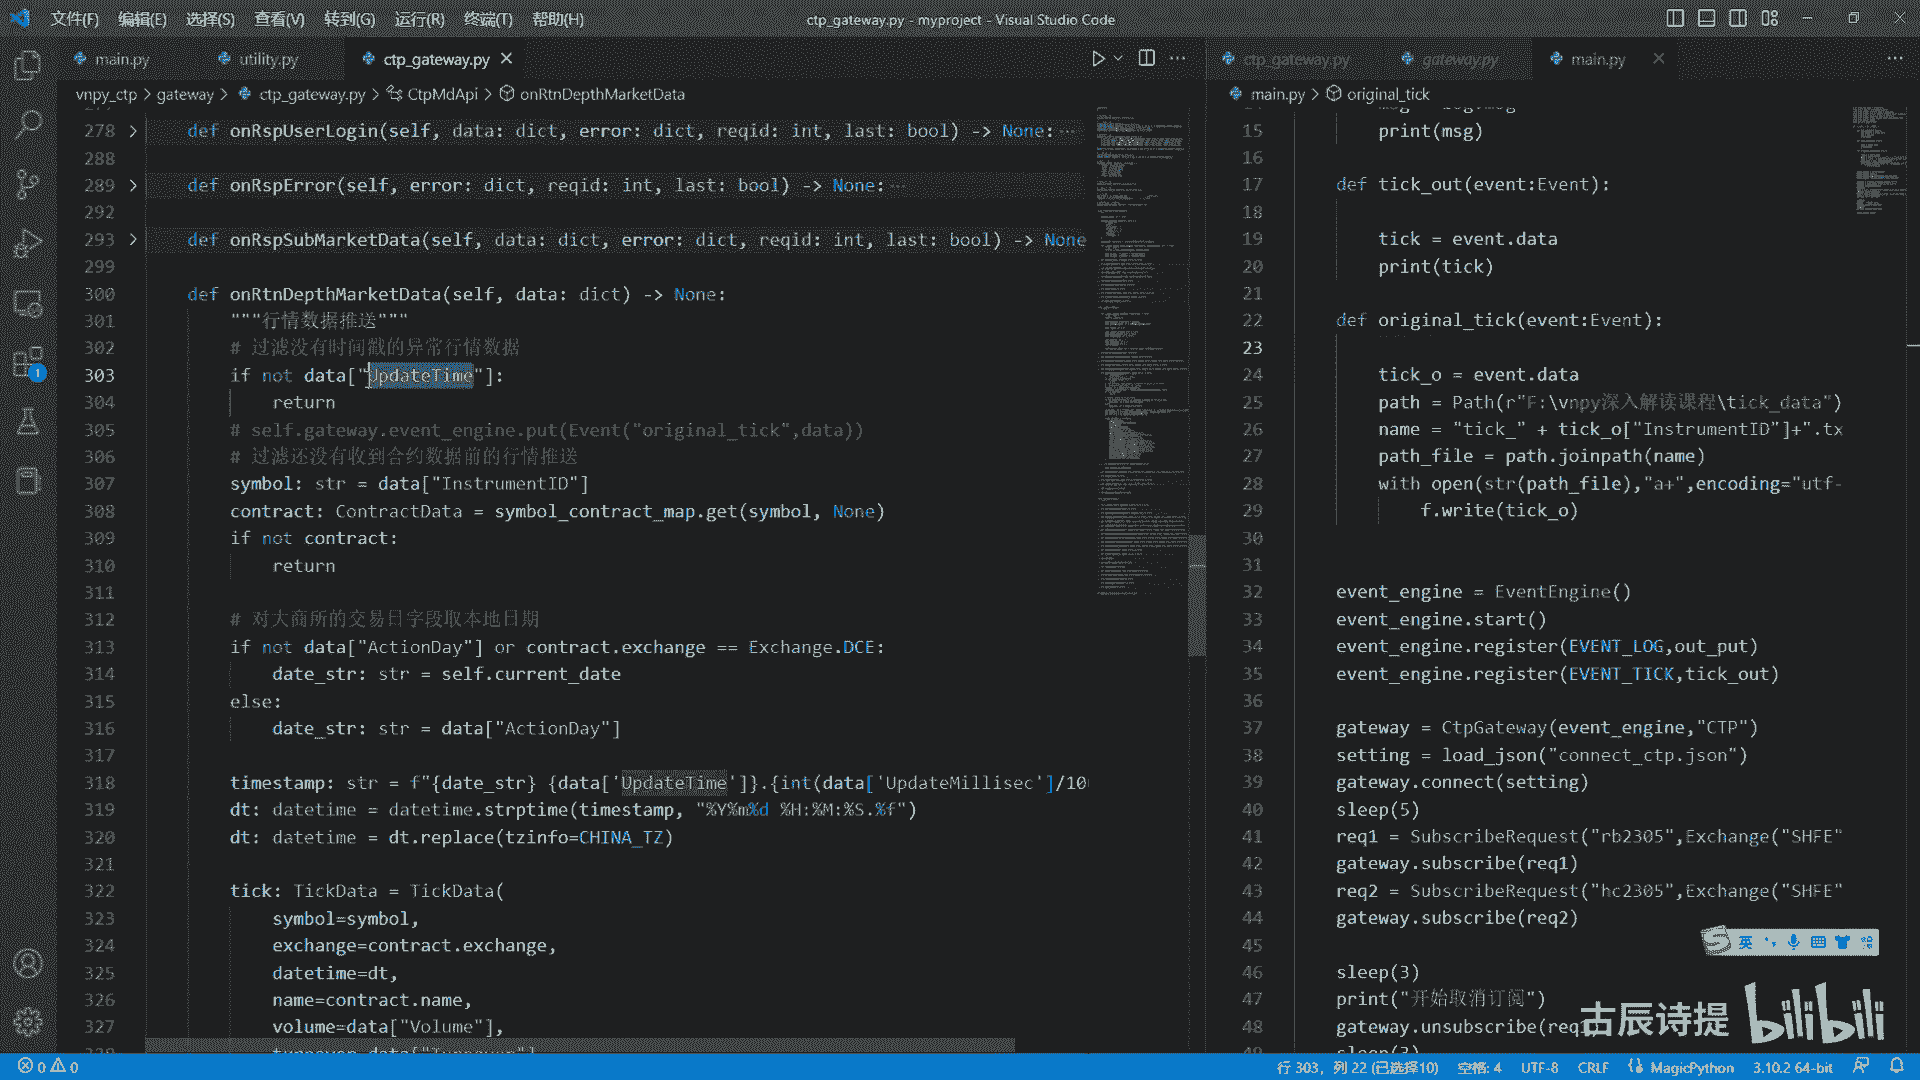 文件(F) 编辑(E) 选择(S) 查看(V) 转到(G) 运行(R) 终端(T) 帮助(H)
ctp_gateway.py - myproject - Visual Studio Code
main.py utility.py ctp_gateway.py
vnpy_ctp > gateway > ctp_gateway.py > CtpMdApi > onRtnDepthMarketData
278 def onRspUserLogin(self, data: dict, error: dict, reqid: int, last: bool) -> None:···
288
289 def onRspError(self, error: dict, reqid: int, last: bool) -> None:···
292
293 def onRspSubMarketData(self, data: dict, error: dict, reqid: int, last: bool) -> None
299
300 def onRtnDepthMarketData(self, data: dict) -> None:
301 """行情数据推送"""
302 # 过滤没有时间戳的异常行情数据
303 if not data["UpdateTime"]:
304 return
305 # self.gateway.event_engine.put(Event("original_tick",data))
306 # 过滤还没有收到合约数据前的行情推送
307 symbol: str = data["InstrumentID"]
308 contract: ContractData = symbol_contract_map.get(symbol, None)
309 if not contract:
310 return
311
312 # 对大商所的交易日字段取本地日期
313 if not data["ActionDay"] or contract.exchange == Exchange.DCE:
314 date_str: str = self.current_date
315 else:
316 date_str: str = data["ActionDay"]
317
318 timestamp: str = f"{date_str} {data['UpdateTime']}.{int(data['UpdateMillisec']/10
319 dt: datetime = datetime.strptime(timestamp, "%Y%m%d %H:%M:%S.%f")
320 dt: datetime = dt.replace(tzinfo=CHINA_TZ)
321
322 tick: TickData = TickData(
323 symbol=symbol,
324 exchange=contract.exchange,
325 datetime=dt,
326 name=contract.name,
327 volume=data["Volume"],
ctp_gateway.py gateway.py main.py
main.py > original_tick
15 print(msg)
16
17 def tick_out(event:Event):
18
19 tick = event.data
20 print(tick)
21
22 def original_tick(event:Event):
23
24 tick_o = event.data
25 path = Path(r"F:\vnpy深入解读课程\tick_data")
26 name = "tick_" + tick_o["InstrumentID"]+".tx
27 path_file = path.joinpath(name)
28 with open(str(path_file),"a+",encoding="utf-
29 f.write(tick_o)
30
31
32 event_engine = EventEngine()
33 event_engine.start()
34 event_engine.register(EVENT_LOG,out_put)
35 event_engine.register(EVENT_TICK,tick_out)
36
37 gateway = CtpGateway(event_engine,"CTP")
38 setting = load_json("connect_ctp.json")
39 gateway.connect(setting)
40 sleep(5)
41 req1 = SubscribeRequest("rb2305",Exchange("SHFE"
42 gateway.subscribe(req1)
43 req2 = SubscribeRequest("hc2305",Exchange("SHFE"
44 gateway.subscribe(req2)
45
46 sleep(3)
47 print("开始取消订阅")
48 gateway.unsubscribe(req
英
古辰诗提 bilibili
1
0 0
行 303，列 22 (已选择10) 空格: 4 UTF-8 CRLF MagicPython 3.10.2 64-bit